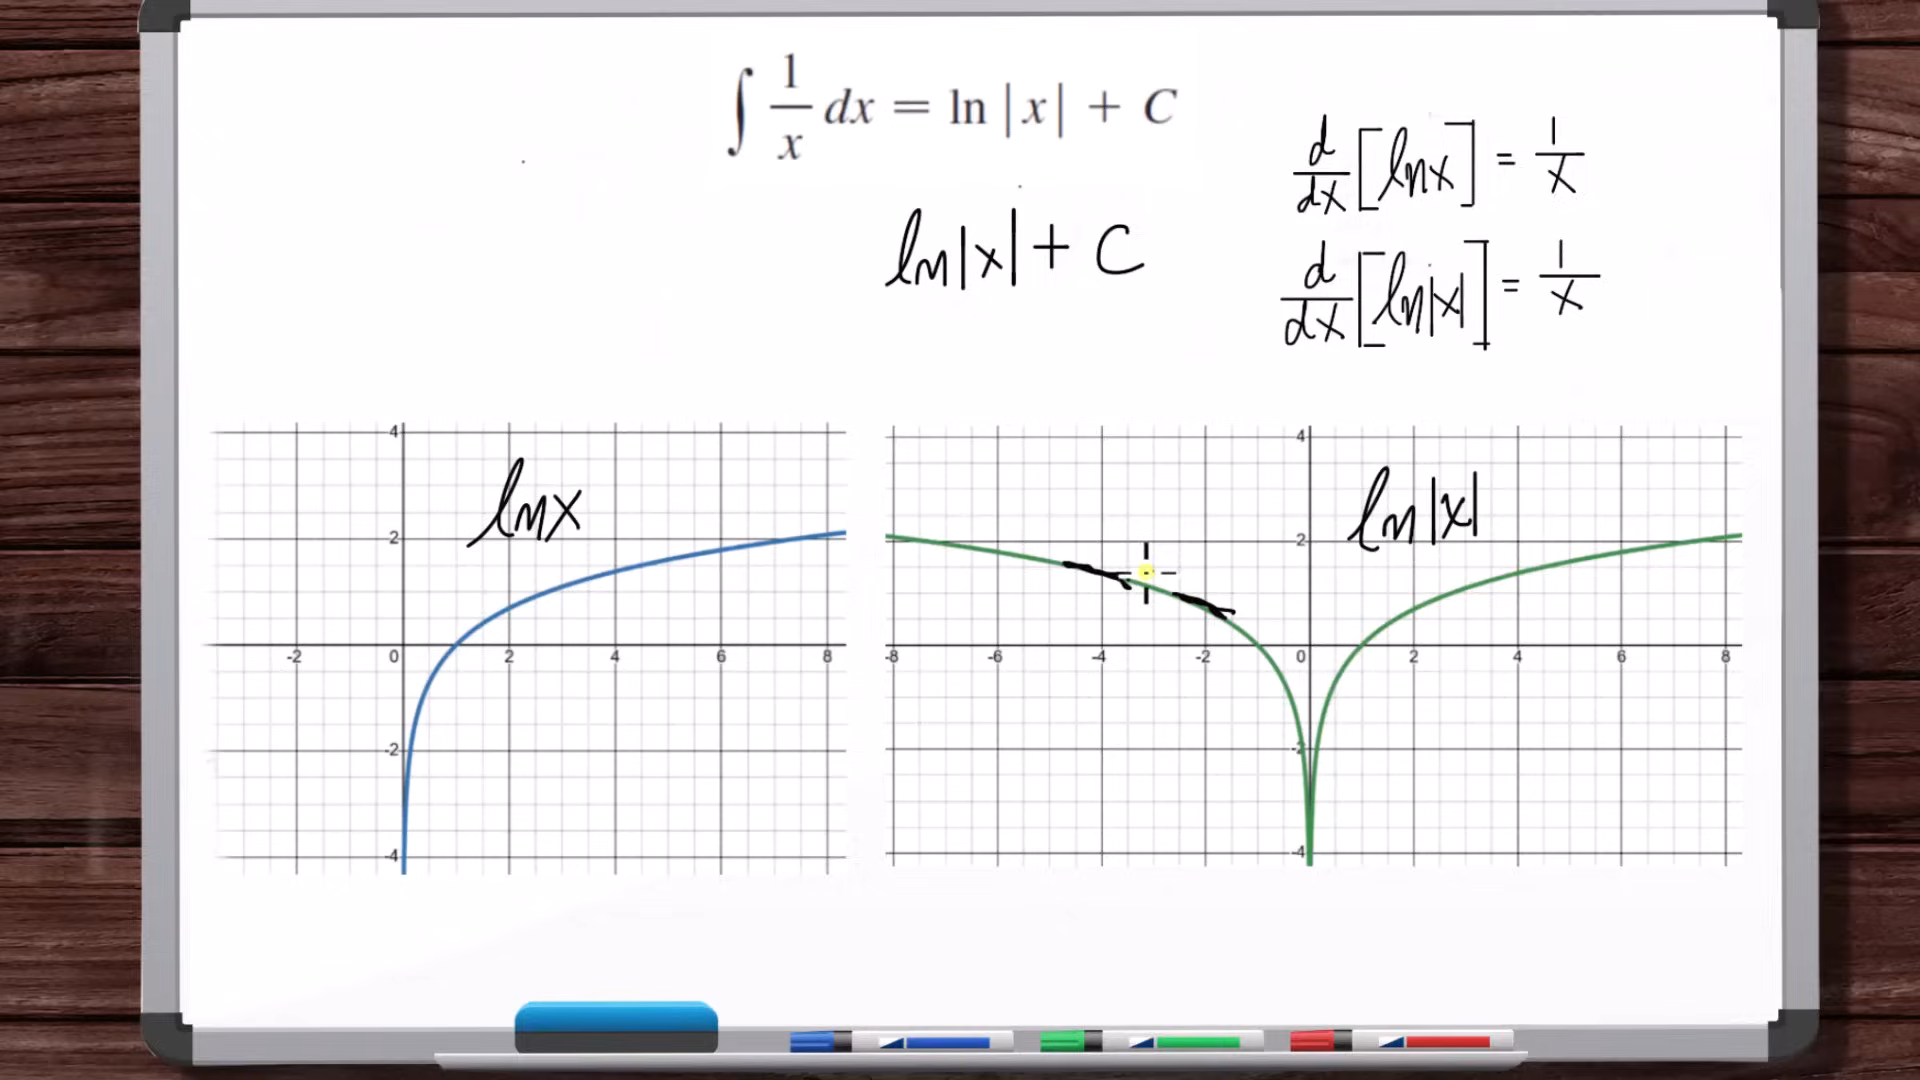 ∫ 1/x dx = ln |x| + C
d/dx [ln x] = 1/x
ln|x| + C
d/dx [ln|x|] = 1/x
ln x
4
2
-2 0 2 4 6 8
-2
-4
ln|x|
4
2
-8 -6 -4 -2 0 2 4 6 8
-2
-4